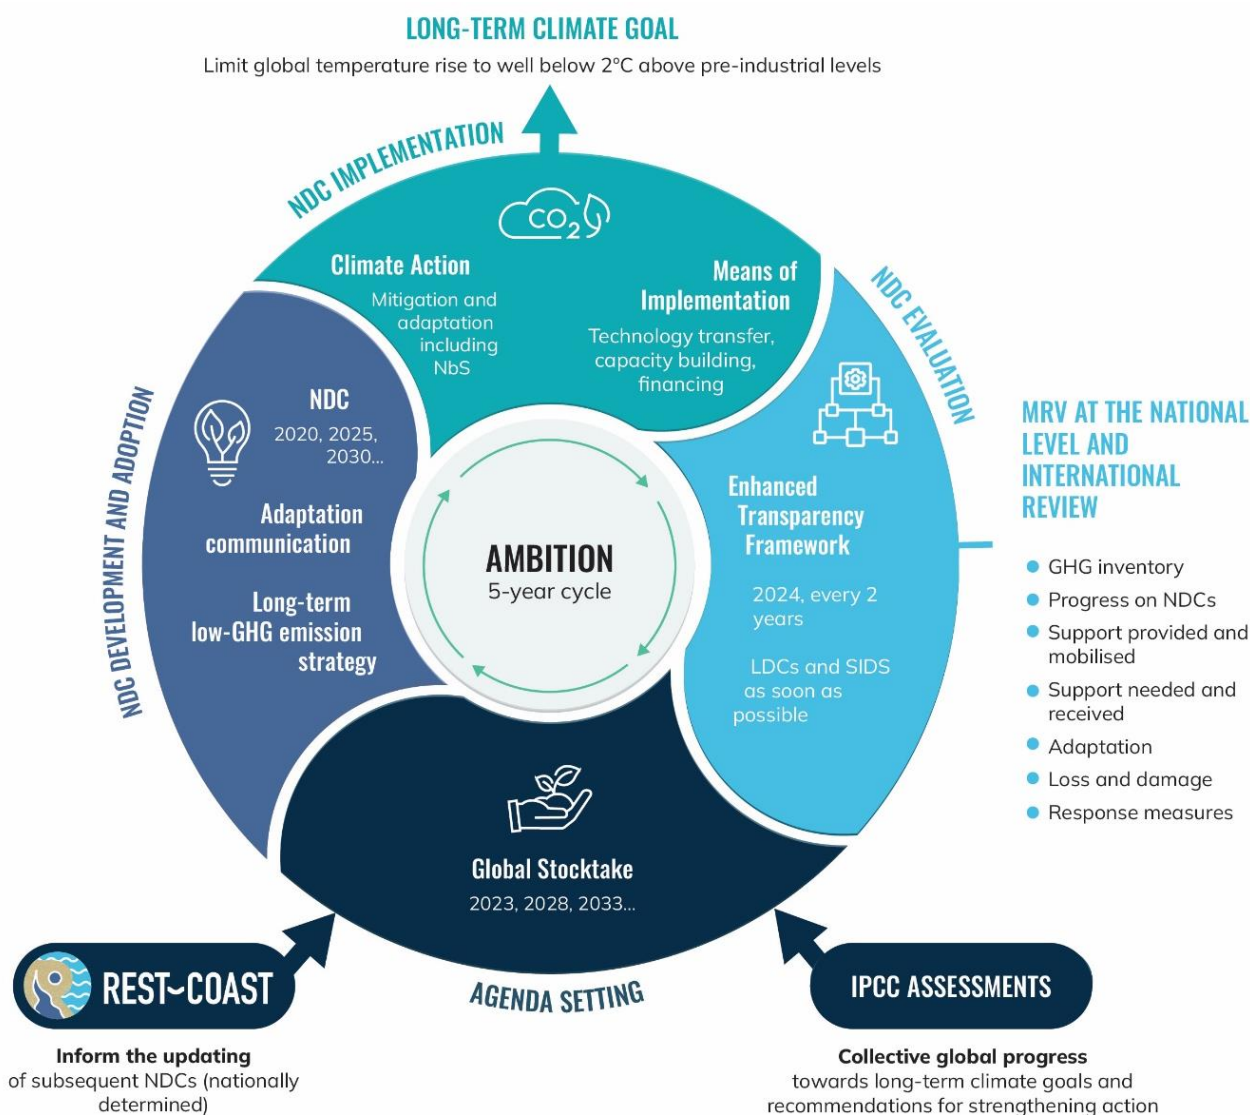 LONG-TERM CLIMATE GOAL
Limit global temperature rise to well below 2°C above pre-industrial levels
NDC IMPLEMENTATION
CO2
Climate Action
Mitigation and
adaptation
including
NbS
Means of
Implementation
Technology transfer,
capacity building,
financing
NDC EVALUATION
Enhanced
Transparency
Framework
2024, every 2
years
LDCs and SIDS
as soon as
possible
MRV AT THE NATIONAL
LEVEL AND
INTERNATIONAL
REVIEW
GHG inventory
Progress on NDCs
Support provided and
mobilised
Support needed and
received
Adaptation
Loss and damage
Response measures
NDC DEVELOPMENT AND ADOPTION
NDC
2020, 2025,
2030...
Adaptation
communication
Long-term
low-GHG emission
strategy
AMBITION
5-year cycle
Global Stocktake
2023, 2028, 2033...
AGENDA SETTING
REST~COAST
Inform the updating
of subsequent NDCs (nationally
determined)
IPCC ASSESSMENTS
Collective global progress
towards long-term climate goals and
recommendations for strengthening action